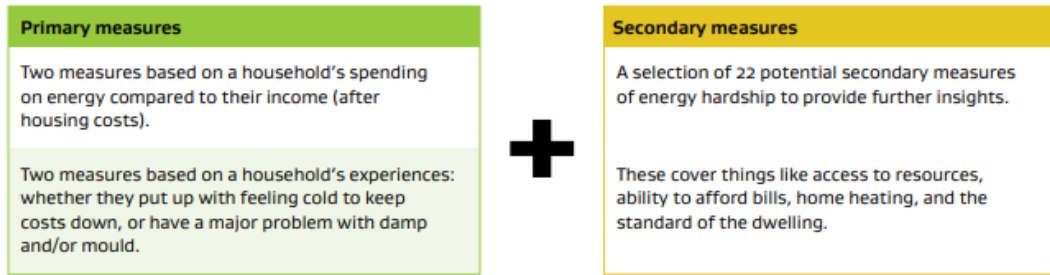 Primary measures
Two measures based on a household's spending
on energy compared to their income (after
housing costs).
Two measures based on a household's experiences:
whether they put up with feeling cold to keep
costs down, or have a major problem with damp
and/or mould.
Secondary measures
A selection of 22 potential secondary measures
of energy hardship to provide further insights.
These cover things like access to resources,
ability to afford bills, home heating, and the
standard of the dwelling.